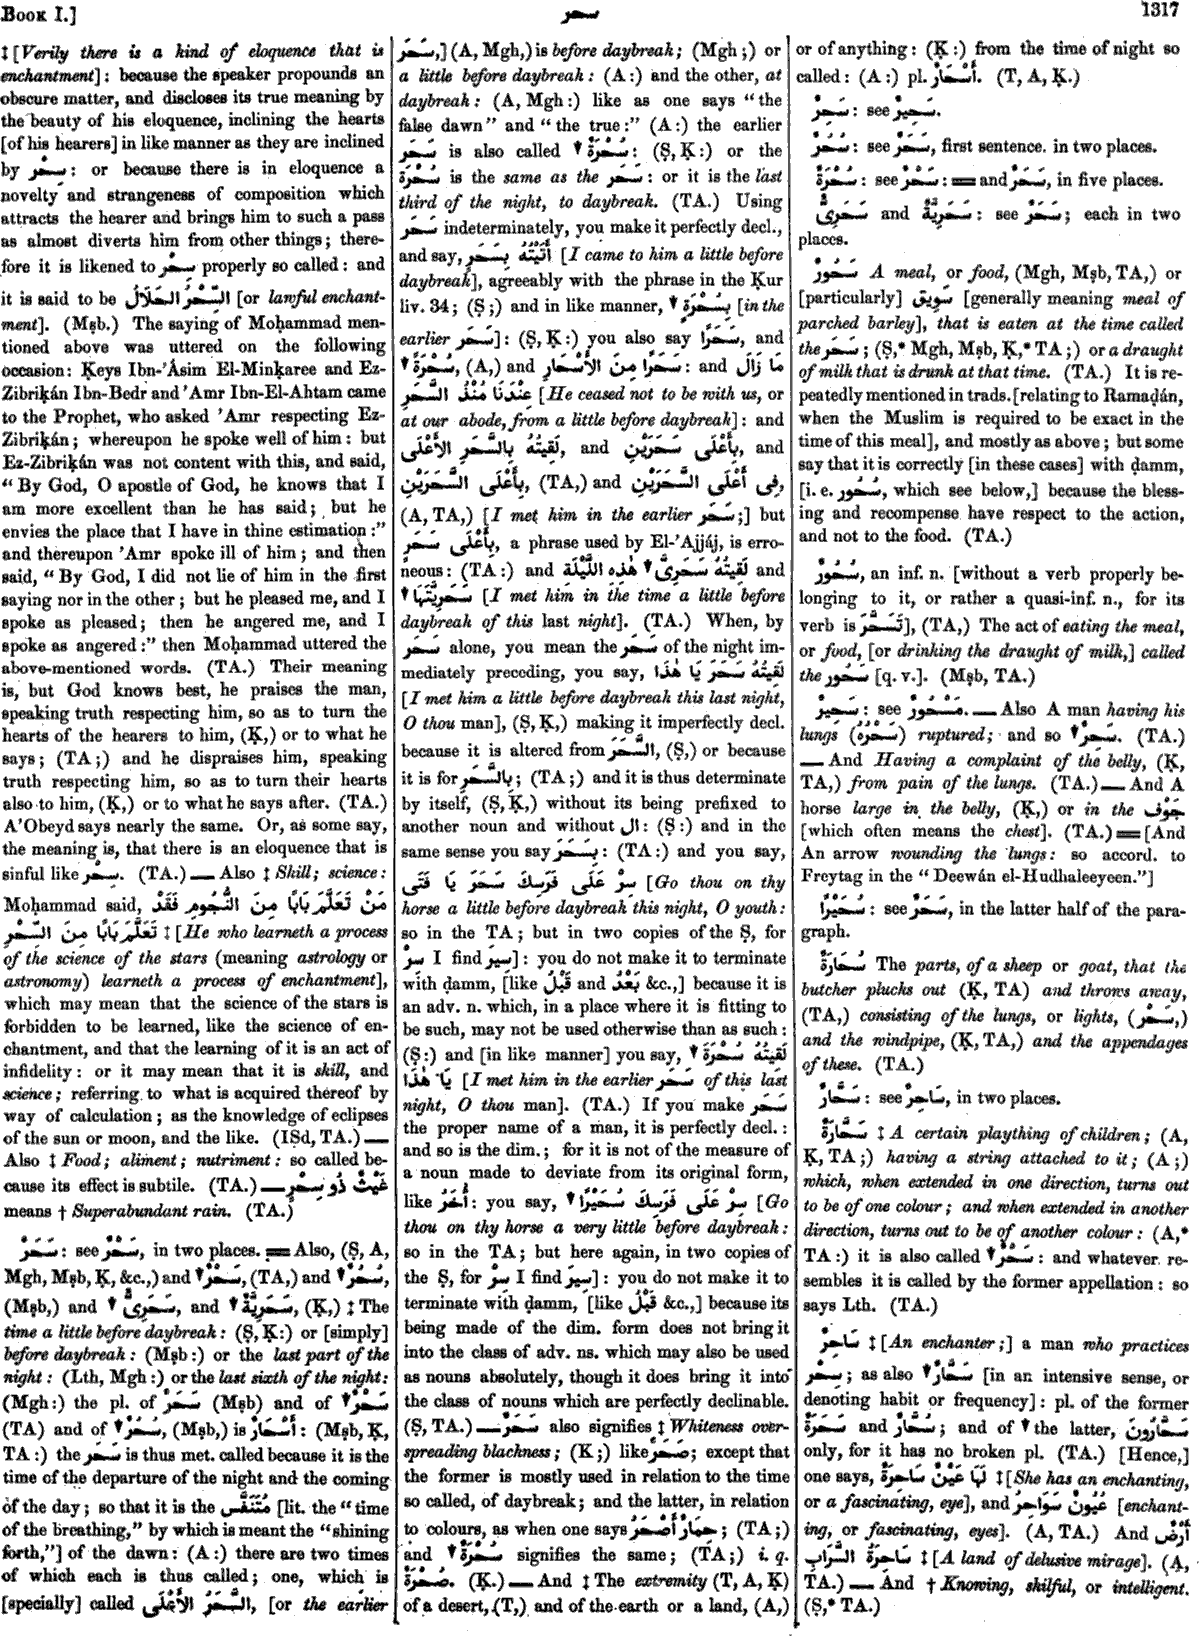 Book I.]
سحر
1317
‡ [Verily there is a kind of eloquence that is
enchantment]: because the speaker propounds an
obscure matter, and discloses its true meaning by
the beauty of his eloquence, inclining the hearts
[of his hearers] in like manner as they are inclined
by سِحْر: or because there is in eloquence a
novelty and strangeness of composition which
attracts the hearer and brings him to such a pass
as almost diverts him from other things; there-
fore it is likened to سِحْر properly so called: and
it is said to be السِّحْرُ الحَلَالُ [or lawful enchant-
ment]. (Mṣb.) The saying of Moḥammad men-
tioned above was uttered on the following
occasion: Ḳeys Ibn-'Áṣim El-Minḳaree and Ez-
Zibriḳán Ibn-Bedr and 'Amr Ibn-El-Ahtam came
to the Prophet, who asked 'Amr respecting Ez-
Zibriḳán; whereupon he spoke well of him: but
Ez-Zibriḳán was not content with this, and said,
"By God, O apostle of God, he knows that I
am more excellent than he has said; but he
envies the place that I have in thine estimation:"
and thereupon 'Amr spoke ill of him; and then
said, "By God, I did not lie of him in the first
saying nor in the other; but he pleased me, and I
spoke as pleased; then he angered me, and I
spoke as angered:" then Moḥammad uttered the
above-mentioned words. (TA.) Their meaning
is, but God knows best, he praises the man,
speaking truth respecting him, so as to turn the
hearts of the hearers to him, (Ḳ,) or to what he
says; (TA;) and he dispraises him, speaking
truth respecting him, so as to turn their hearts
also to him, (Ḳ,) or to what he says after. (TA.)
A'Obeyd says nearly the same. Or, as some say,
the meaning is, that there is an eloquence that is
sinful like سِحْر. (TA.) — Also ‡ Skill; science:
Moḥammad said, مَنْ تَعَلَّمَ بَابًا مِنَ النُّجُومِ فَقَدْ
تَعَلَّمَ بَابًا مِنَ السِّحْرِ ‡ [He who learneth a process
of the science of the stars (meaning astrology or
astronomy) learneth a process of enchantment],
which may mean that the science of the stars is
forbidden to be learned, like the science of en-
chantment, and that the learning of it is an act of
infidelity: or it may mean that it is skill, and
science; referring to what is acquired thereof by
way of calculation; as the knowledge of eclipses
of the sun or moon, and the like. (ISd, TA.) —
Also ‡ Food; aliment; nutriment: so called be-
cause its effect is subtile. (TA.) — غَيْثٌ ذُو سِحْرٍ
means † Superabundant rain. (TA.)
سَحَرٌ: see سَحْرٌ, in two places. == Also, (Ṣ, A,
Mgh, Mṣb, Ḳ, &c.,) and ▼ سَحْرٌ, (TA,) and ▼ سُحُرٌ,
(Mṣb,) and ▼ سَحَرِىٌّ, and ▼ سَحَرِيَّةٌ, (Ḳ,) ‡ The
time a little before daybreak: (Ṣ, Ḳ:) or [simply]
before daybreak: (Mṣb:) or the last part of the
night: (Lth, Mgh:) or the last sixth of the night:
(Mgh:) the pl. of سَحَرٌ (Mṣb) and of ▼ سَحْرٌ
(TA) and of ▼ سُحُرٌ, (Mṣb,) is أَسْحَارٌ: (Mṣb, Ḳ,
TA:) the سَحَر is thus met. called because it is the
time of the departure of the night and the coming
of the day; so that it is the مُتَنَفَّس [lit. the "time
of the breathing," by which is meant the "shining
forth,"] of the dawn: (A:) there are two times
of which each is thus called; one, which is
[specially] called السَّحَرُ الأَعْلَى, [or the earlier
سَحَر,] (A, Mgh,) is before daybreak; (Mgh;) or
a little before daybreak: (A:) and the other, at
daybreak: (A, Mgh:) like as one says "the
false dawn" and "the true:" (A:) the earlier
سَحَر is also called ▼ سُحْرَةٌ: (Ṣ, Ḳ:) or the
سُحْرَة is the same as the سَحَر: or it is the last
third of the night, to daybreak. (TA.) Using
سَحَر indeterminately, you make it perfectly decl.,
and say, أَتَيْتُهُ بِسَحَرٍ [I came to him a little before
daybreak], agreeably with the phrase in the Ḳur
liv. 34; (Ṣ;) and in like manner, ▼ بِسُحْرَةٍ [in the
earlier سَحَر]: (Ṣ, Ḳ:) you also say سَحَرًا, and
▼ سُحْرَةً, (A,) and سَحَرًا مِنَ الأَسْحَارِ: and مَا زَالَ
عِنْدَنَا مُنْذُ السَّحَرِ [He ceased not to be with us, or
at our abode, from a little before daybreak]: and
لَقِيتُهُ بِالسَّحَرِ الأَعْلَى, and بِأَعْلَى سَحَرَيْنِ, and
بِأَعْلَى السَّحَرَيْنِ, (TA,) and فِى أَعْلَى السَّحَرَيْنِ,
(A, TA,) [I met him in the earlier سَحَر;] but
بِأَعْلَى سَحَر, a phrase used by El-'Ajjáj, is erro-
neous: (TA:) and لَقِيتُهُ سَحَرِىَّ ▼ هٰذِهِ اللَّيْلَةِ and
▼ سَحَرِيَّتَهَا [I met him in the time a little before
daybreak of this last night]. (TA.) When, by
سَحَر alone, you mean the سَحَر of the night im-
mediately preceding, you say, لَقِيتُهُ سَحَرَ يَا هٰذَا
[I met him a little before daybreak this last night,
O thou man], (Ṣ, Ḳ,) making it imperfectly decl.
because it is altered from السَّحَر, (Ṣ,) or because
it is for بِالسَّحَرِ; (TA;) and it is thus determinate
by itself, (Ṣ, Ḳ,) without its being prefixed to
another noun and without ال: (Ṣ:) and in the
same sense you say بِسَحَرَ: (TA:) and you say,
سِرْ عَلَى فَرَسِكَ سَحَرَ يَا فَتَى [Go thou on thy
horse a little before daybreak this night, O youth:
so in the TA; but in two copies of the Ṣ, for
سِرْ I find سِيرَ]: you do not make it to terminate
with ḍamm, [like قَبْلُ and بَعْدُ &c.,] because it is
an adv. n. which, in a place where it is fitting to
be such, may not be used otherwise than as such:
(Ṣ:) and [in like manner] you say, ▼ لَقِيتُهُ سُحْرَةَ
يَا هٰذَا [I met him in the earlier سَحَر of this last
night, O thou man]. (TA.) If you make سَحَر
the proper name of a man, it is perfectly decl.:
and so is the dim.; for it is not of the measure of
a noun made to deviate from its original form,
like أُخَرُ: you say, ▼ سِرْ عَلَى فَرَسِكَ سُحَيْرًا [Go
thou on thy horse a very little before daybreak:
so in the TA; but here again, in two copies of
the Ṣ, for سِرْ I find سِيرَ]: you do not make it to
terminate with ḍamm, [like قَبْلُ &c.,] because its
being made of the dim. form does not bring it
into the class of adv. ns. which may also be used
as nouns absolutely, though it does bring it into
the class of nouns which are perfectly declinable.
(Ṣ, TA.) — سَحَرٌ also signifies ‡ Whiteness over-
spreading blackness; (K;) like صَحَرٌ; except that
the former is mostly used in relation to the time
so called, of daybreak; and the latter, in relation
to colours, as when one says حِمَارٌ أَصْحَرُ; (TA;)
and ▼ سُحْرَةٌ signifies the same; (TA;) i. q.
صُحْرَةٌ. (Ḳ.) — And ‡ The extremity (T, A, Ḳ)
of a desert, (T,) and of the earth or a land, (A,)
or of anything: (Ḳ:) from the time of night so
called: (A:) pl. أَسْحَارٌ. (T, A, Ḳ.)
سَحِرٌ: see سَحِيرٌ.
سُحُرٌ: see سَحَرٌ, first sentence. in two places.
سُحْرَةٌ: see سَحْرٌ: == and سَحَرٌ, in five places.
سَحَرِىٌّ and سَحَرِيَّةٌ: see سَحَرٌ; each in two
places.
سَحُورٌ A meal, or food, (Mgh, Mṣb, TA,) or
[particularly] سَوِيق [generally meaning meal of
parched barley], that is eaten at the time called
the سَحَر; (Ṣ,* Mgh, Mṣb, Ḳ,* TA;) or a draught
of milk that is drunk at that time. (TA.) It is re-
peatedly mentioned in trads. [relating to Ramaḍán,
when the Muslim is required to be exact in the
time of this meal], and mostly as above; but some
say that it is correctly [in these cases] with ḍamm,
[i. e. سُحُور, which see below,] because the bless-
ing and recompense have respect to the action,
and not to the food. (TA.)
سُحُورٌ, an inf. n. [without a verb properly be-
longing to it, or rather a quasi-inf. n., for its
verb is تَسَحَّرَ], (TA,) The act of eating the meal,
or food, [or drinking the draught of milk,] called
the سَحُور [q. v.]. (Mṣb, TA.)
سَحِيرٌ: see مَسْحُورٌ. — Also A man having his
lungs (سَحْرُهُ) ruptured; and so ▼ سَحِرٌ. (TA.)
— And Having a complaint of the belly, (Ḳ,
TA,) from pain of the lungs. (TA.) — And A
horse large in the belly, (Ḳ,) or in the جَوْف
[which often means the chest]. (TA.) == [And
An arrow wounding the lungs: so accord. to
Freytag in the "Deewán el-Hudhaleeyeen."]
سُحَيْرًا: see سَحَرٌ, in the latter half of the para-
graph.
سُحَارَةٌ The parts, of a sheep or goat, that the
butcher plucks out (Ḳ, TA) and throws away,
(TA,) consisting of the lungs, or lights, (سَحْر,)
and the windpipe, (Ḳ, TA,) and the appendages
of these. (TA.)
سَحَّارٌ: see سَاحِرٌ, in two places.
سَحَّارَةٌ ‡ A certain plaything of children; (A,
Ḳ, TA;) having a string attached to it; (A;)
which, when extended in one direction, turns out
to be of one colour; and when extended in another
direction, turns out to be of another colour: (A,*
TA:) it is also called ▼ سِحْرٌ: and whatever re-
sembles it is called by the former appellation: so
says Lth. (TA.)
سَاحِرٌ ‡ [An enchanter;] a man who practices
سِحْر; as also ▼ سَحَّارٌ [in an intensive sense, or
denoting habit or frequency]: pl. of the former
سَحَرَةٌ and سُحَّارٌ; and of ▼ the latter, سَحَّارُونَ
only, for it has no broken pl. (TA.) [Hence,]
one says, لَهَا عَيْنٌ سَاحِرَةٌ ‡ [She has an enchanting,
or a fascinating, eye], and عُيُونٌ سَوَاحِرُ [enchant-
ing, or fascinating, eyes]. (A, TA.) And أَرْضٌ
سَاحِرَةُ السَّرَابِ ‡ [A land of delusive mirage]. (A,
TA.) — And † Knowing, skilful, or intelligent.
(Ṣ,* TA.)